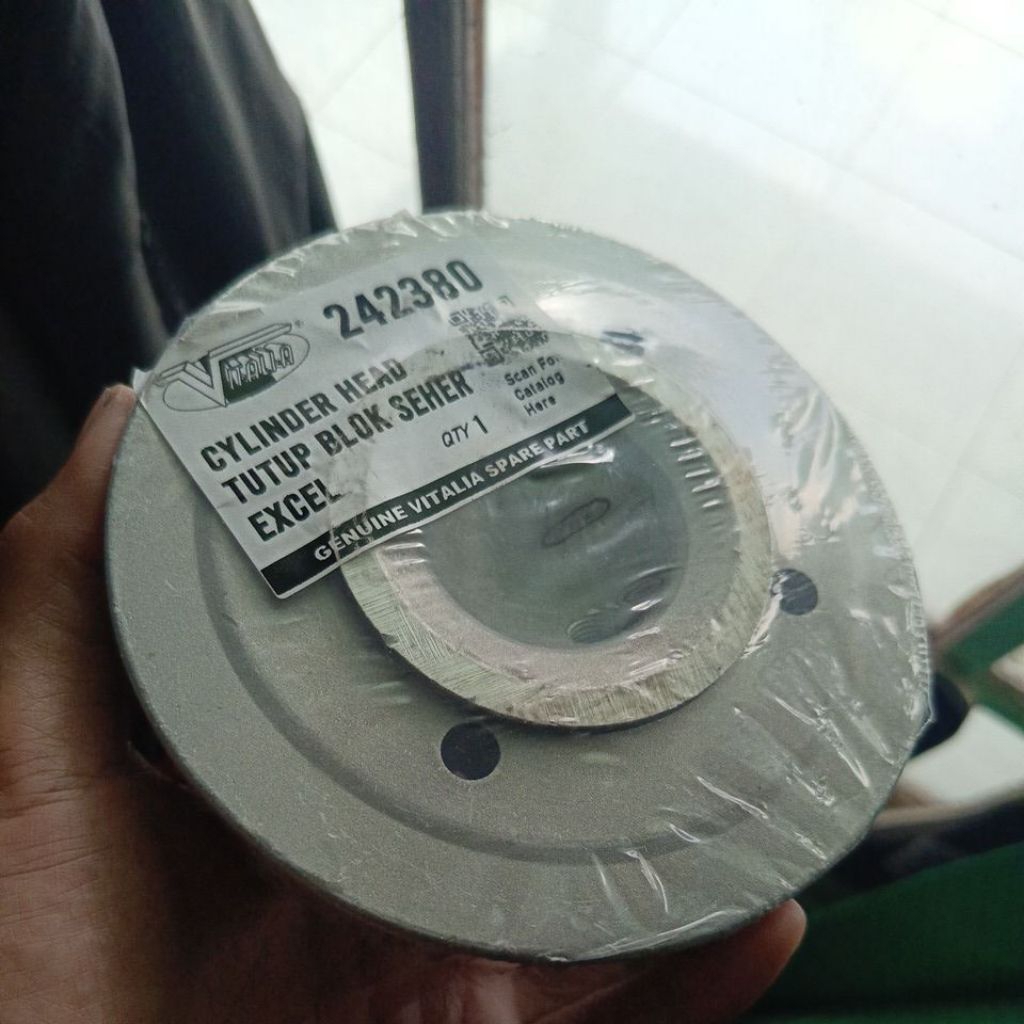 VITALIA
242380
CYLINDER HEAD
TUTUP BLOK SEHER
EXCEL
QTY 1
Scan For
Catalog
Here
GENUINE VITALIA SPARE PART